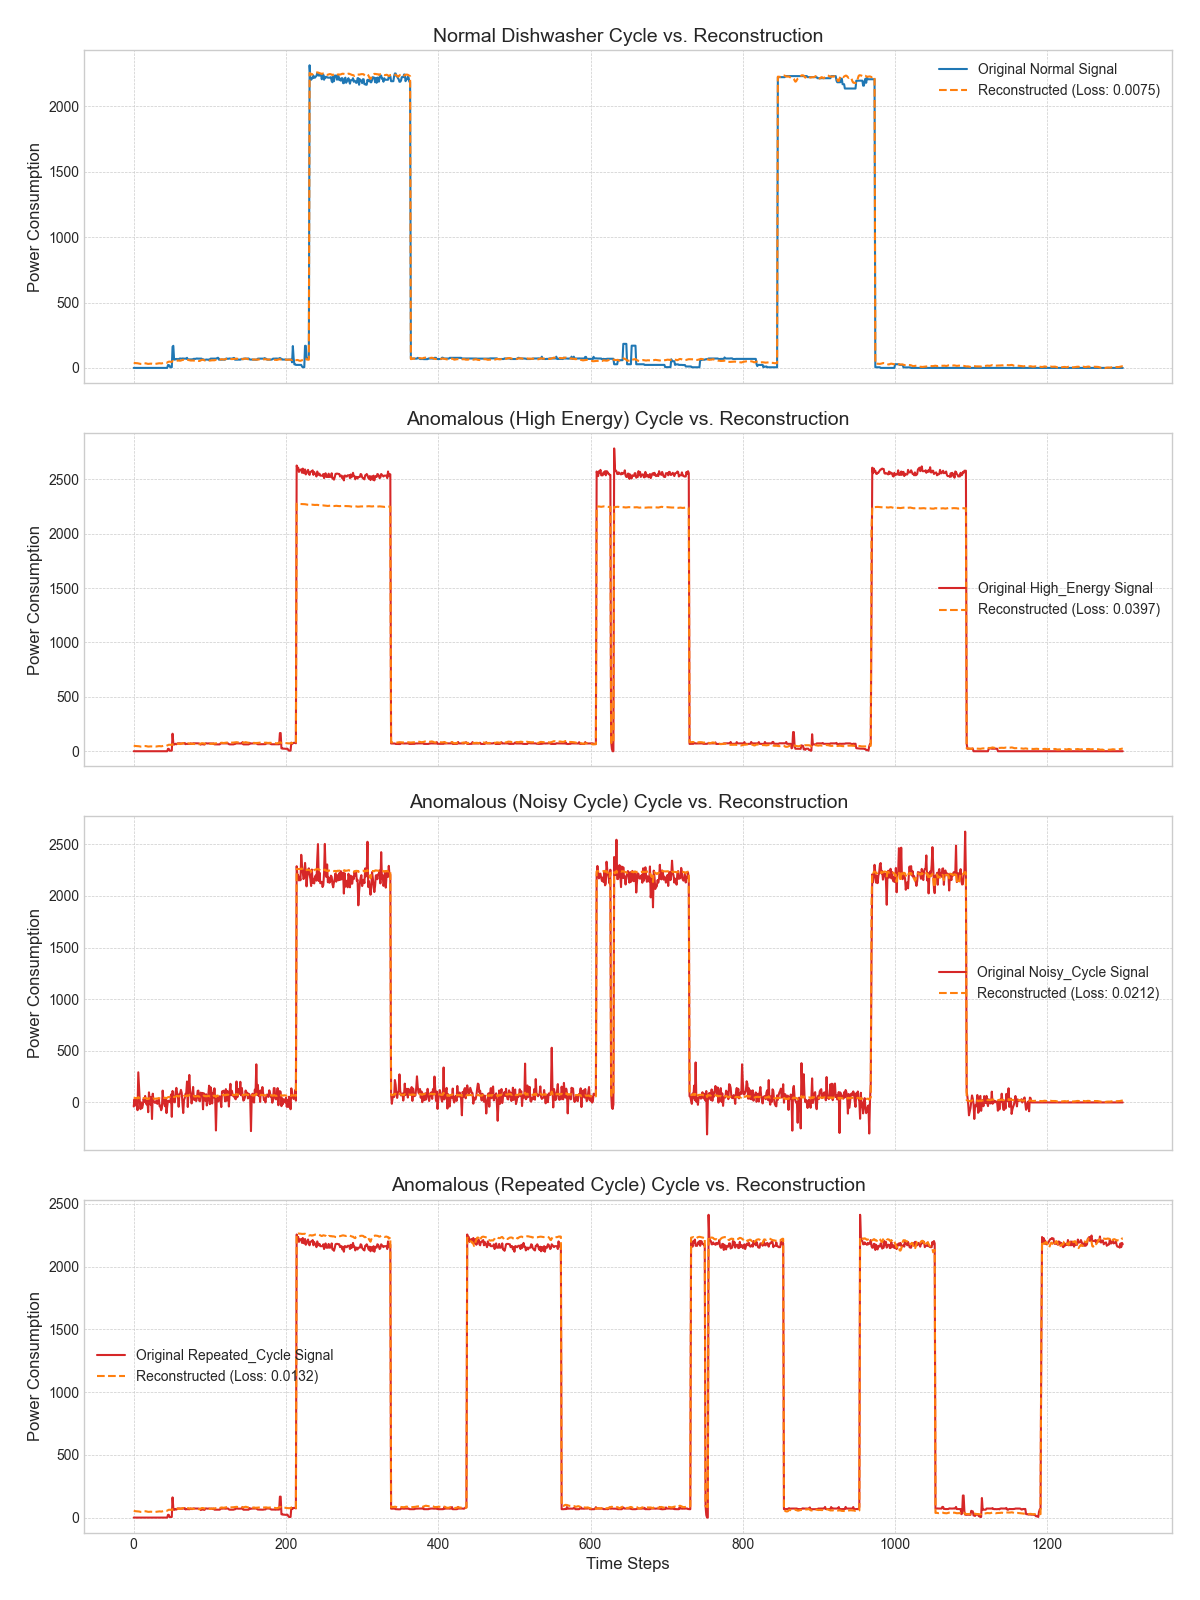 Normal Dishwasher Cycle vs. Reconstruction
Power Consumption
2000
1500
1000
500
0
Original Normal Signal
Reconstructed (Loss: 0.0075)
Anomalous (High Energy) Cycle vs. Reconstruction
Power Consumption
2500
2000
1500
1000
500
0
Original High_Energy Signal
Reconstructed (Loss: 0.0397)
Anomalous (Noisy Cycle) Cycle vs. Reconstruction
Power Consumption
2500
2000
1500
1000
500
0
Original Noisy_Cycle Signal
Reconstructed (Loss: 0.0212)
Anomalous (Repeated Cycle) Cycle vs. Reconstruction
Power Consumption
2500
2000
1500
1000
500
0
Original Repeated_Cycle Signal
Reconstructed (Loss: 0.0132)
0 200 400 600 800 1000 1200
Time Steps